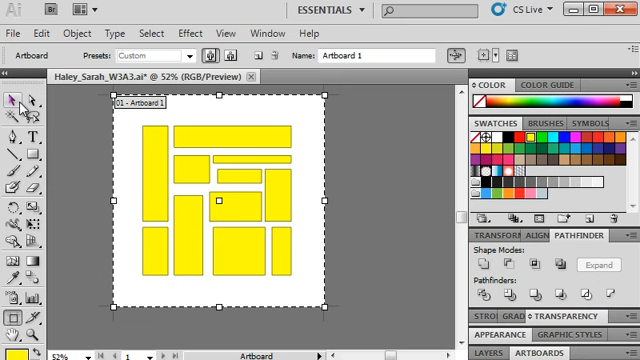 Ai Br ESSENTIALS CS Live
File Edit Object Type Select Effect View Window Help
Artboard Presets: Custom Name: Artboard 1
Haley_Sarah_W3A3.ai* @ 52% (RGB/Preview)
01 - Artboard 1
COLOR COLOR GUIDE
SWATCHES BRUSHES SYMBOLS
TRANSFORM ALIGN PATHFINDER
Shape Modes:
Expand
Pathfinders:
STRO GRAD TRANSPARENCY
APPEARANCE GRAPHIC STYLES
LAYERS ARTBOARDS
52% 1 Artboard